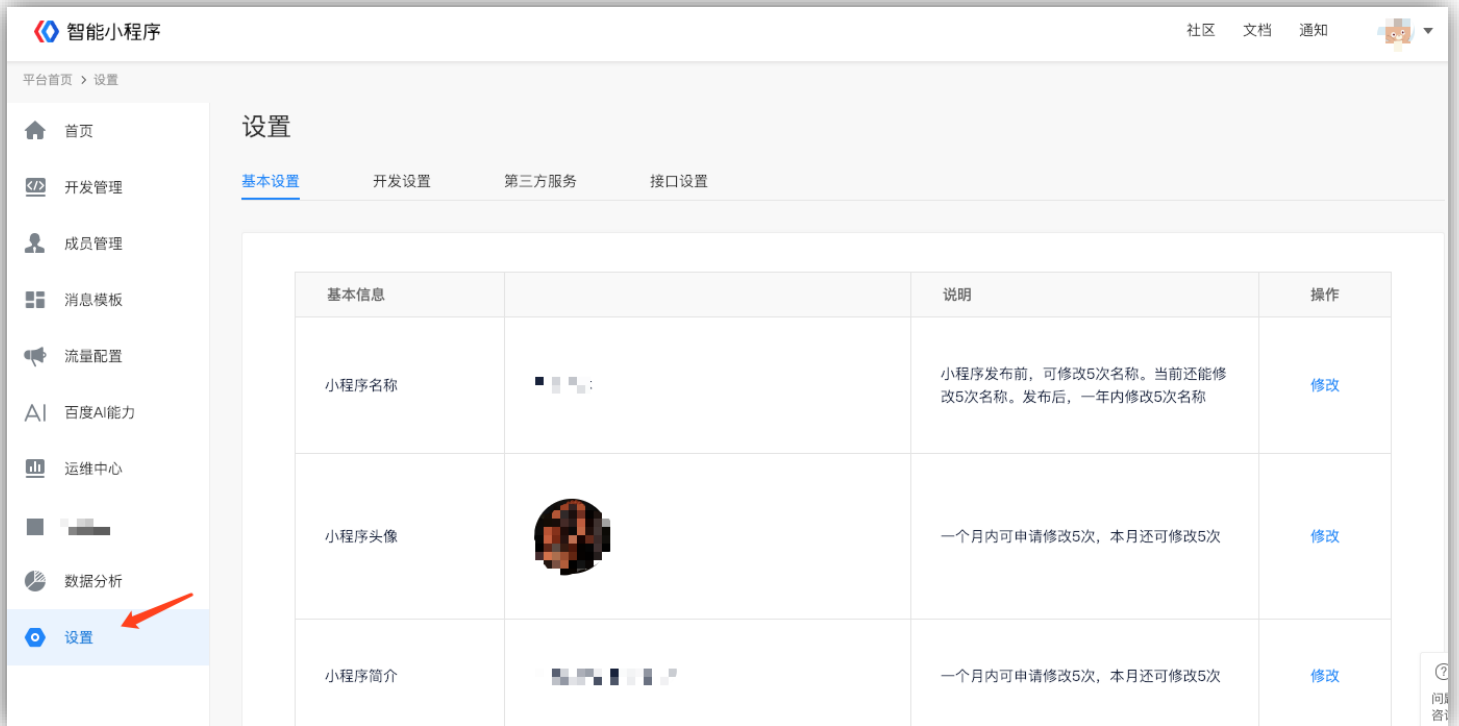 智能小程序
社区 文档 通知
平台首页 > 设置
首页
开发管理
成员管理
消息模板
流量配置
AI 百度AI能力
运维中心
数据分析
设置
设置
基本设置 开发设置 第三方服务 接口设置
基本信息 说明 操作
小程序名称
小程序发布前，可修改5次名称。当前还能修
改5次名称。发布后，一年内修改5次名称
修改
小程序头像 一个月内可申请修改5次，本月还可修改5次 修改
小程序简介 一个月内可申请修改5次，本月还可修改5次 修改